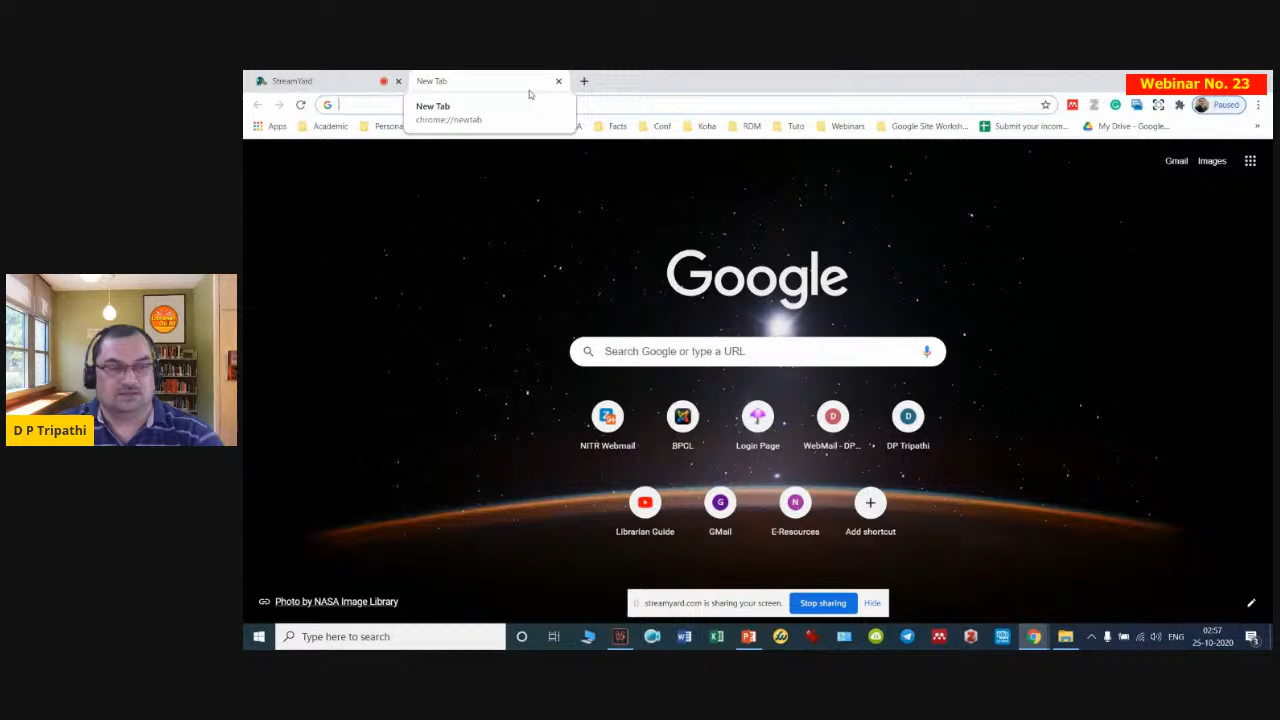 StreamYard
New Tab
Webinar No. 23
New Tab
chrome://newtab
Paused
Apps
Academic
Persona
Facts
Conf
Koha
RDM
Tuto
Webinars
Google Site Worksh...
Submit your incom...
My Drive - Google...
»
Gmail
Images
Google
Search Google or type a URL
NITR Webmail
BPCL
Login Page
WebMail - DP...
DP Tripathi
Librarian Guide
GMail
E-Resources
Add shortcut
D P Tripathi
Photo by NASA Image Library
streamyard.com is sharing your screen.
Stop sharing
Hide
Type here to search
ENG
02:57
25-10-2020